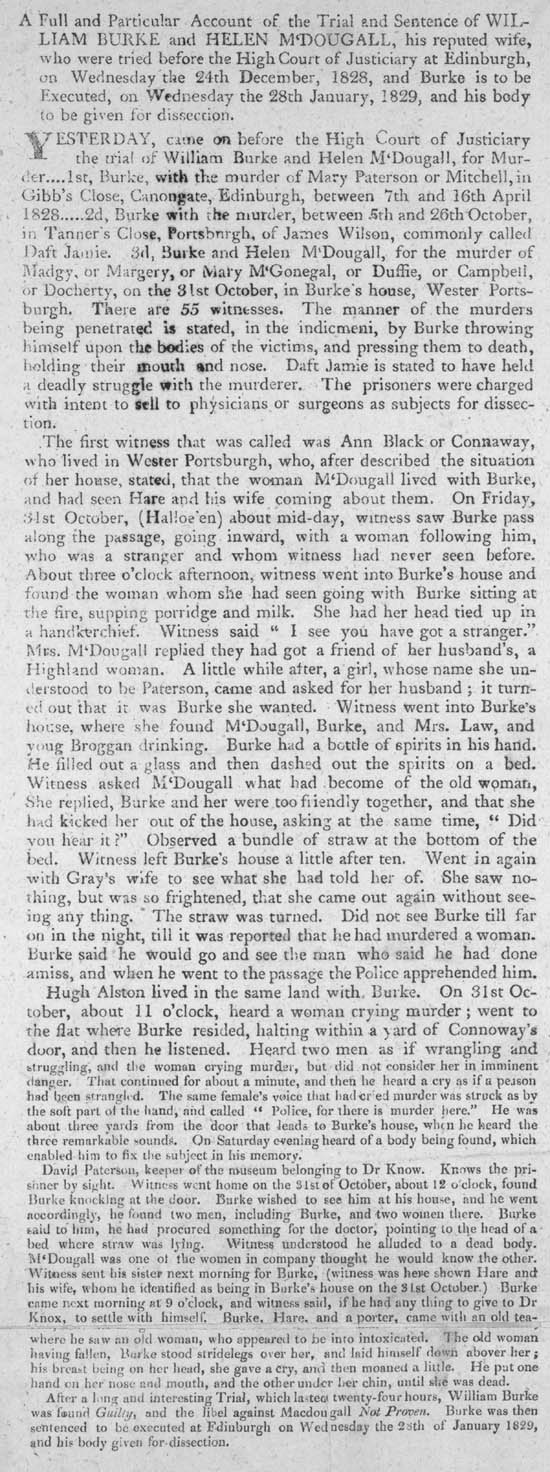 A Full and Particular Account of the Trial and Sentence of WIL-
LIAM BURKE and HELEN M'DOUGALL, his reputed wife,
who were tried before the High Court of Justiciary at Edinburgh,
on Wednesday the 24th December, 1828, and Burke is to be
Executed, on Wednesday the 28th January, 1829, and his body
to be given for dissection.
YESTERDAY, came on before the High Court of Justiciary
the trial of William Burke and Helen M'Dougall, for Mur-
der....1st, Burke, with the murder of Mary Paterson or Mitchell, in
Gibb's Close, Canongate, Edinburgh, between 7th and 16th April
1828.....2d, Burke with the murder, between 5th and 26th October,
in Tanner's Close, Portsburgh, of James Wilson, commonly called
Daft Jamie. 3d, Burke and Helen M'Dougall, for the murder of
Madgy, or Margery, or Mary M'Gonegal, or Duffie, or Campbell,
or Docherty, on the 31st October, in Burke's house, Wester Ports-
burgh. There are 55 witnesses. The manner of the murders
being penetrated is stated, in the indicmeni, by Burke throwing
himself upon the bodies of the victims, and pressing them to death,
holding their mouth and nose. Daft Jamie is stated to have held
a deadly struggle with the murderer. The prisoners were charged
with intent to sell to physicians or surgeons as subjects for dissec-
tion.
The first witness that was called was Ann Black or Connaway,
who lived in Wester Portsburgh, who, after described the situation
of her house, stated, that the woman M'Dougall lived with Burke,
and had seen Hare and his wife coming about them. On Friday,
31st October, (Halloe'en) about mid-day, witness saw Burke pass
along the passage, going inward, with a woman following him,
who was a stranger and whom witness had never seen before.
About three o'clock afternoon, witness went into Burke's house and
found the woman whom she had seen going with Burke sitting at
the fire, supping porridge and milk. She had her head tied up in
a handkerchief. Witness said " I see you have got a stranger."
Mrs. M'Dougall replied they had got a friend of her husband's, a
Highland woman. A little while after, a girl, whose name she un-
derstood to be Paterson, came and asked for her husband ; it turn-
ed out that it was Burke she wanted. Witness went into Burke's
house, where she found M'Dougall, Burke, and Mrs. Law, and
youg Broggan drinking. Burke had a bottle of spirits in his hand.
He filled out a glass and then dashed out the spirits on a bed.
Witness asked M'Dougall what had become of the old woman,
She replied, Burke and her were too friendly together, and that she
had kicked her out of the house, asking at the same time, " Did
you hear it ?" Observed a bundle of straw at the bottom of the
bed. Witness left Burke's house a little after ten. Went in again
with Gray's wife to see what she had told her of. She saw no-
thing, but was so frightened, that she came out again without see-
ing any thing. The straw was turned. Did not see Burke till far
on in the night, till it was reported that he had murdered a woman.
Burke said he would go and see the man who said he had done
amiss, and when he went to the passage the Police apprehended him.
Hugh Alston lived in the same land with Burke. On 31st Oc-
tober, about 11 o'clock, heard a woman crying murder ; went to
the flat where Burke resided, halting within a yard of Connoway's
door, and then he listened. Heard two men as if wrangling and
struggling, and the woman crying murder, but did not consider her in imminent
danger. That continued for about a minute, and then he heard a cry as if a peason
had been strangled. The same female's voice that had cried murder was struck as by
the soft part of the hand, and called " Police, for there is murder here." He was
about three yards from the door that leads to Burke's house, when he heard the
three remarkable sounds. On Saturday evening heard of a body being found, which
enabled him to fix the subject in his memory.
David Paterson, keeper of the museum belonging to Dr Know. Knows the pri-
soner by sight. Witness went home on the 31st of October, about 12 o'clock, found
Burke knocking at the door. Burke wished to see him at his house, and he went
accordingly, he found two men, including Burke, and two women there. Burke
said to him, he had procured something for the doctor, pointing to the head of a
bed where straw was lying. Witness understood he alluded to a dead body.
M'Dougall was one of the women in company thought he would know the other.
Witness sent his sister next morning for Burke, (witness was here shown Hare and
his wife, whom he identified as being in Burke's house on the 31st October.) Burke
came next morning at 9 o'clock, and witness said, if he had any thing to give to Dr
Knox, to settle with himself. Burke, Hare, and a porter, came with an old tea-
where he saw an old woman, who appeared to be into intoxicated. The old woman
having fallen, Burke stood stridelegs over her, and laid himself down abover her ;
his breast being on her head, she gave a cry, and then moaned a little. He put one
hand on her nose and mouth, and the other under her chin, until she was dead.
After a long and interesting Trial, which lasted twenty-four hours, William Burke
was found Guilty, and the libel against Macdougall Not Proven. Burke was then
sentenced to be executed at Edinburgh on Wednesday the 28th of January 1829,
and his body given for dissection.